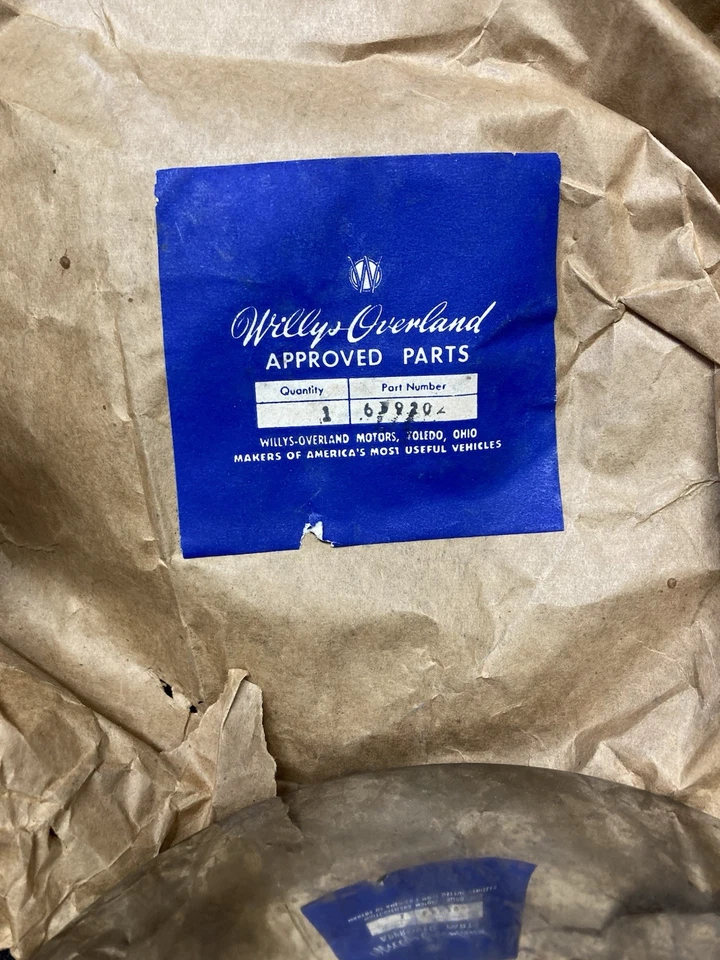 W
Willys-Overland
APPROVED PARTS
Quantity Part Number
1
WILLYS-OVERLAND MOTORS, TOLEDO, OHIO
MAKERS OF AMERICA'S MOST USEFUL VEHICLES